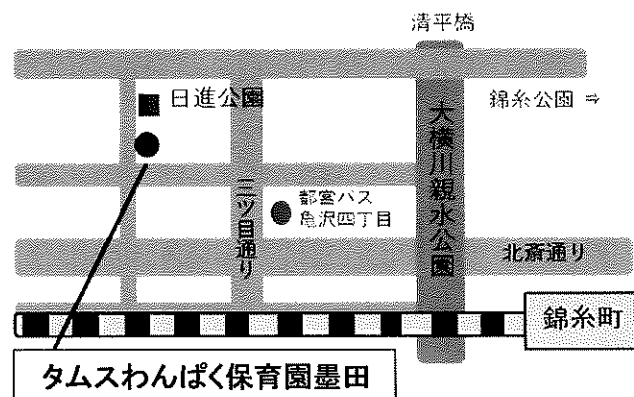 清平橋
日進公園
錦糸公園 ⇒
大横川親水公園
三ツ目通り
都営バス
亀沢四丁目
北斎通り
錦糸町
タムスわんぱく保育園墨田